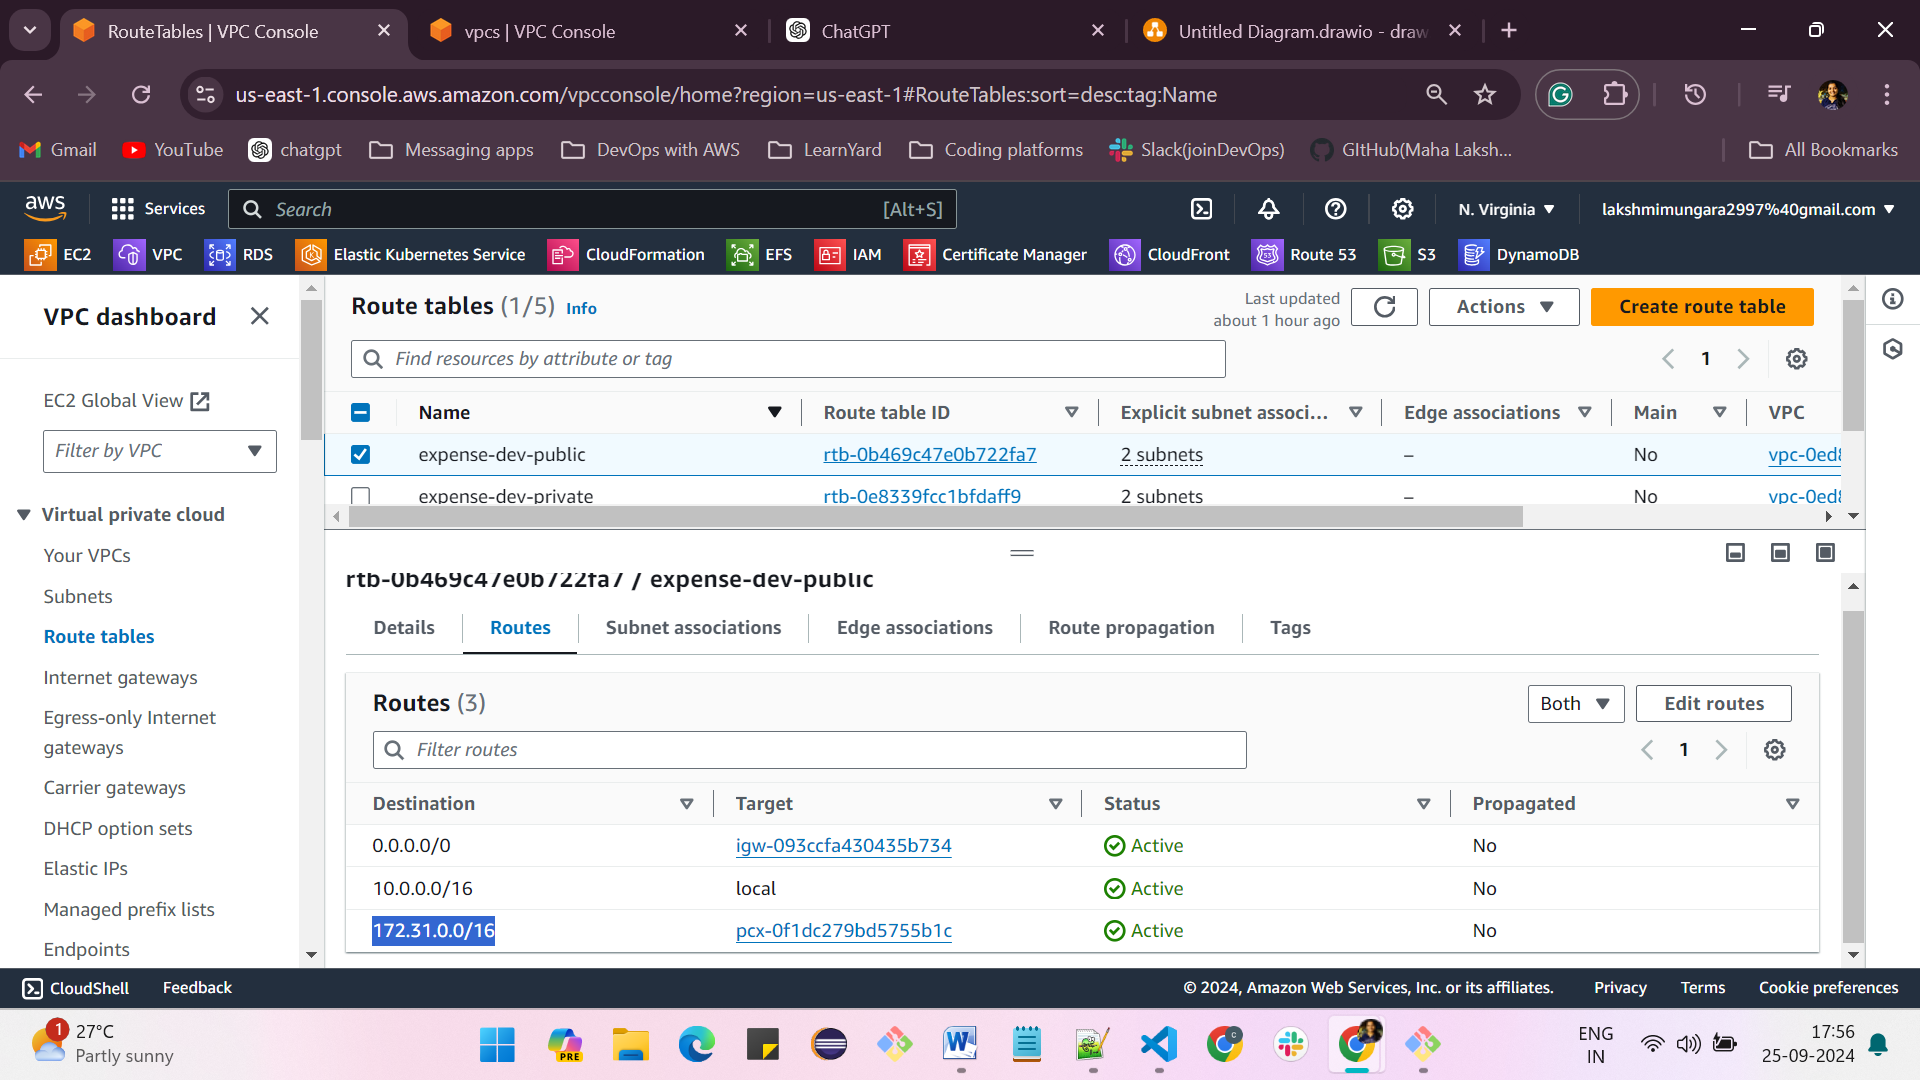 RouteTables | VPC Console
vpcs | VPC Console
ChatGPT
Untitled Diagram.drawio - draw
us-east-1.console.aws.amazon.com/vpcconsole/home?region=us-east-1#RouteTables:sort=desc:tag:Name
Gmail
YouTube
chatgpt
Messaging apps
DevOps with AWS
LearnYard
Coding platforms
Slack(joinDevOps)
GItHub(Maha Laksh...
All Bookmarks
aws
Services
Search
[Alt+S]
N. Virginia
lakshmimungara2997%40gmail.com
EC2
VPC
RDS
Elastic Kubernetes Service
CloudFormation
EFS
IAM
Certificate Manager
CloudFront
Route 53
S3
DynamoDB
VPC dashboard
EC2 Global View
Filter by VPC
Virtual private cloud
Your VPCs
Subnets
Route tables
Internet gateways
Egress-only Internet
gateways
Carrier gateways
DHCP option sets
Elastic IPs
Managed prefix lists
Endpoints
Route tables (1/5) Info
Last updated
about 1 hour ago
Actions
Create route table
Find resources by attribute or tag
1
Name Route table ID Explicit subnet associ... Edge associations Main VPC
expense-dev-public rtb-0b469c47e0b722fa7 2 subnets – No vpc-0ed8
expense-dev-private rtb-0e8339fcc1bfdaff9 2 subnets – No vpc-0ed8
rtb-0b469c47e0b722fa7 / expense-dev-public
Details
Routes
Subnet associations
Edge associations
Route propagation
Tags
Routes (3)
Both
Edit routes
Filter routes
1
Destination Target Status Propagated
0.0.0.0/0 igw-093ccfa430435b734 Active No
10.0.0.0/16 local Active No
172.31.0.0/16 pcx-0f1dc279bd5755b1c Active No
CloudShell
Feedback
© 2024, Amazon Web Services, Inc. or its affiliates.
Privacy
Terms
Cookie preferences
1
27°C
Partly sunny
PRE
ENG
IN
17:56
25-09-2024